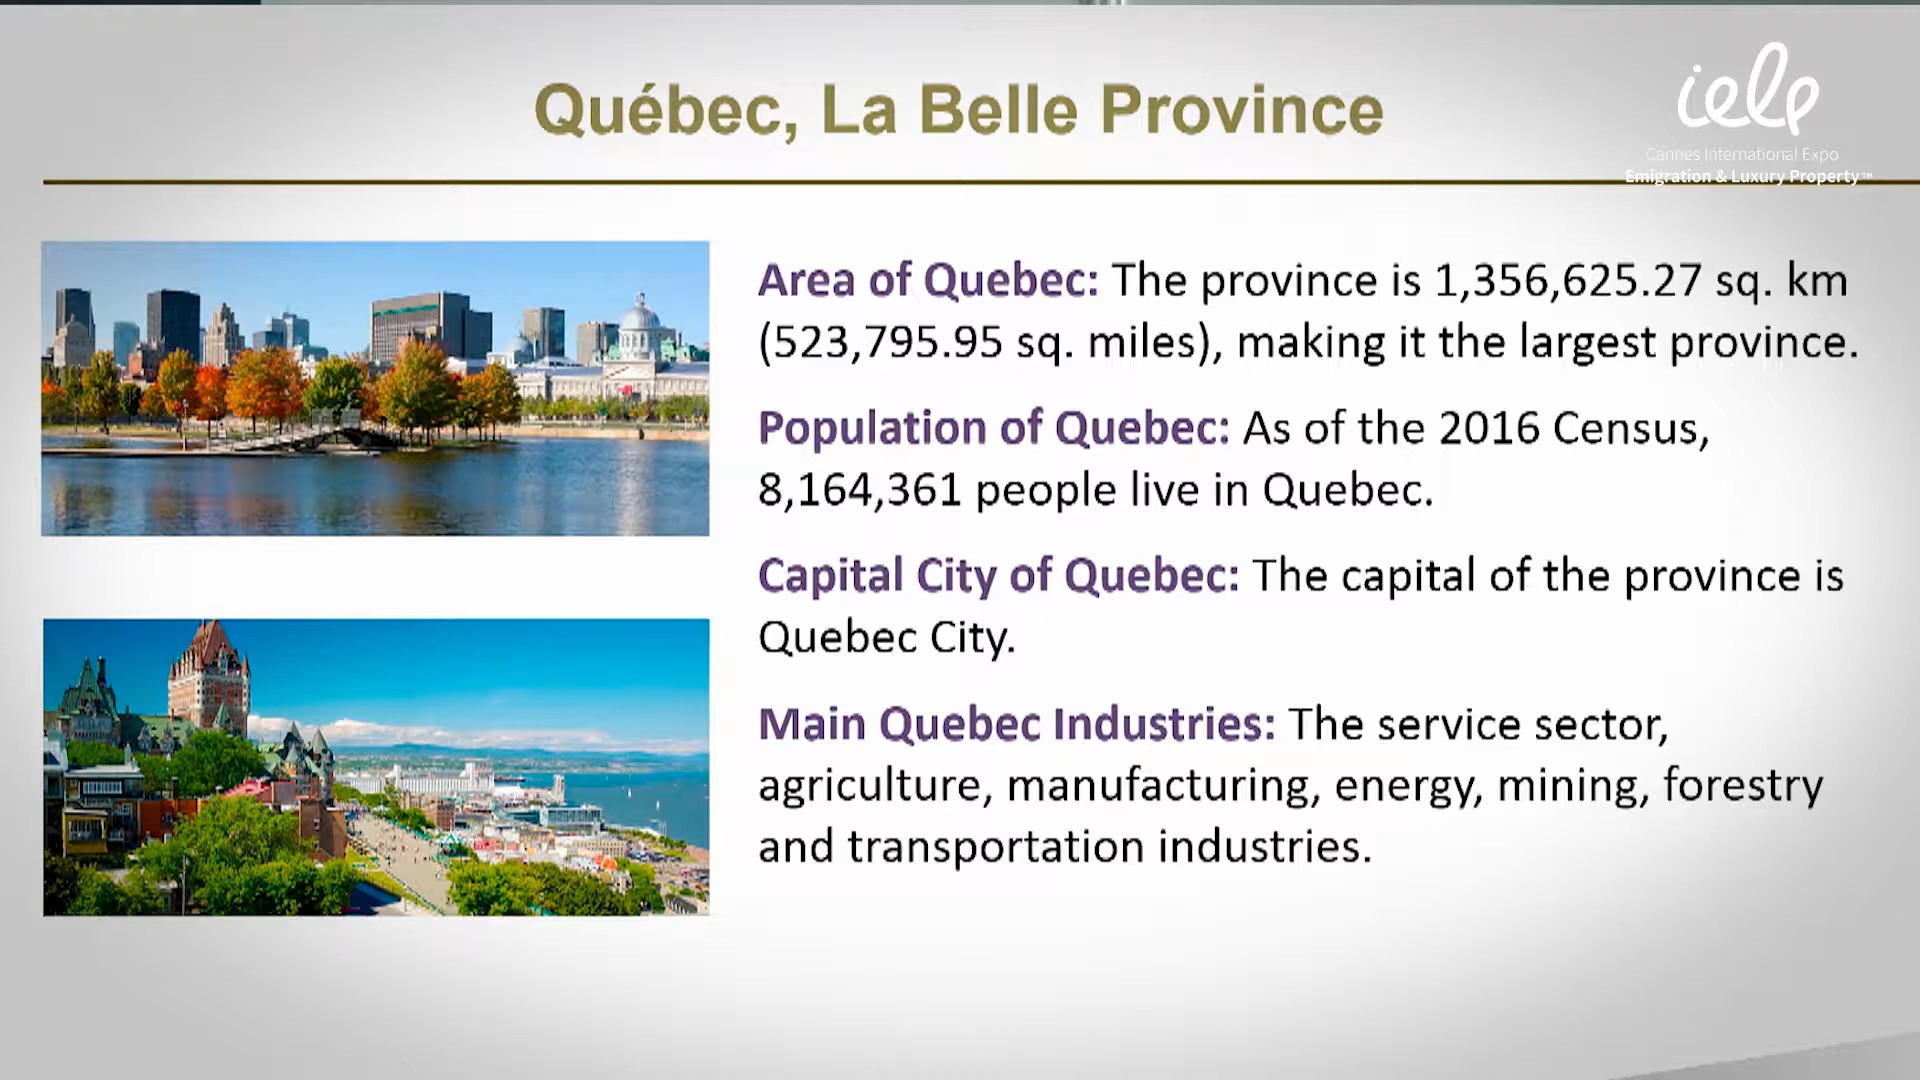 Québec, La Belle Province
ielp
Cannes International Expo
Emigration & Luxury Property™
Area of Quebec: The province is 1,356,625.27 sq. km
(523,795.95 sq. miles), making it the largest province.
Population of Quebec: As of the 2016 Census,
8,164,361 people live in Quebec.
Capital City of Quebec: The capital of the province is
Quebec City.
Main Quebec Industries: The service sector,
agriculture, manufacturing, energy, mining, forestry
and transportation industries.